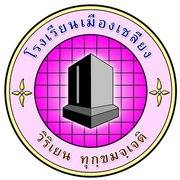 โรงเรียนเมืองเชลียง
วิริเยน ทุกฺขมจฺเจติ